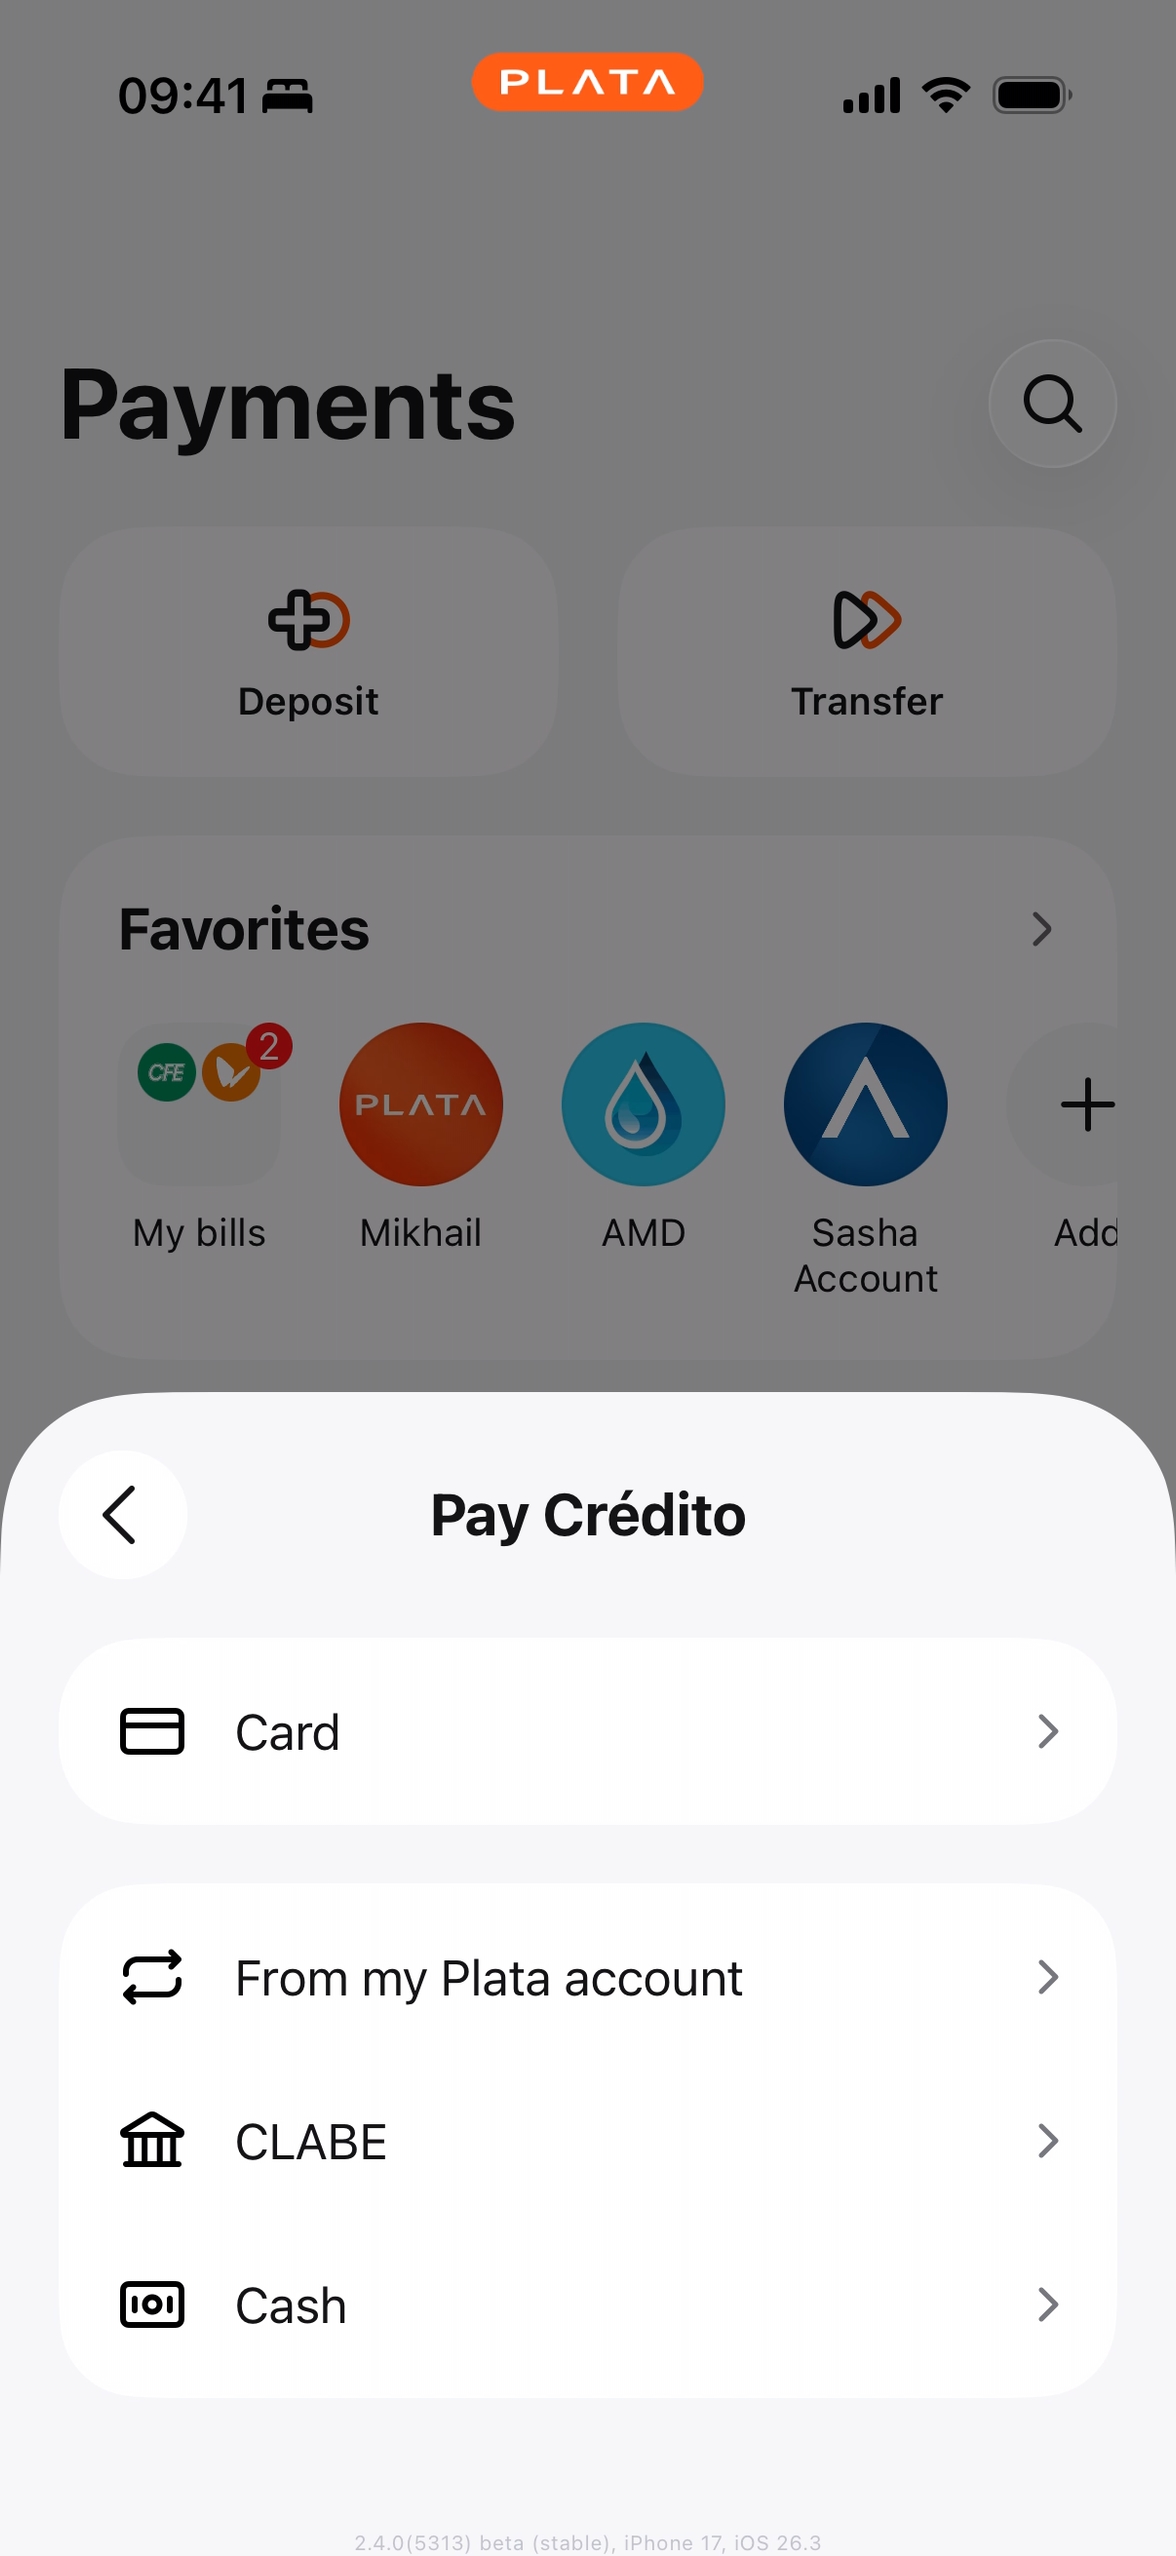 09:41
PLATA
Payments
Deposit
Transfer
Favorites
CFE
2
PLATA
My bills
Mikhail
AMD
Sasha
Account
Add
Pay Crédito
Card
From my Plata account
CLABE
Cash
2.4.0(5313) beta (stable), iPhone 17, iOS 26.3